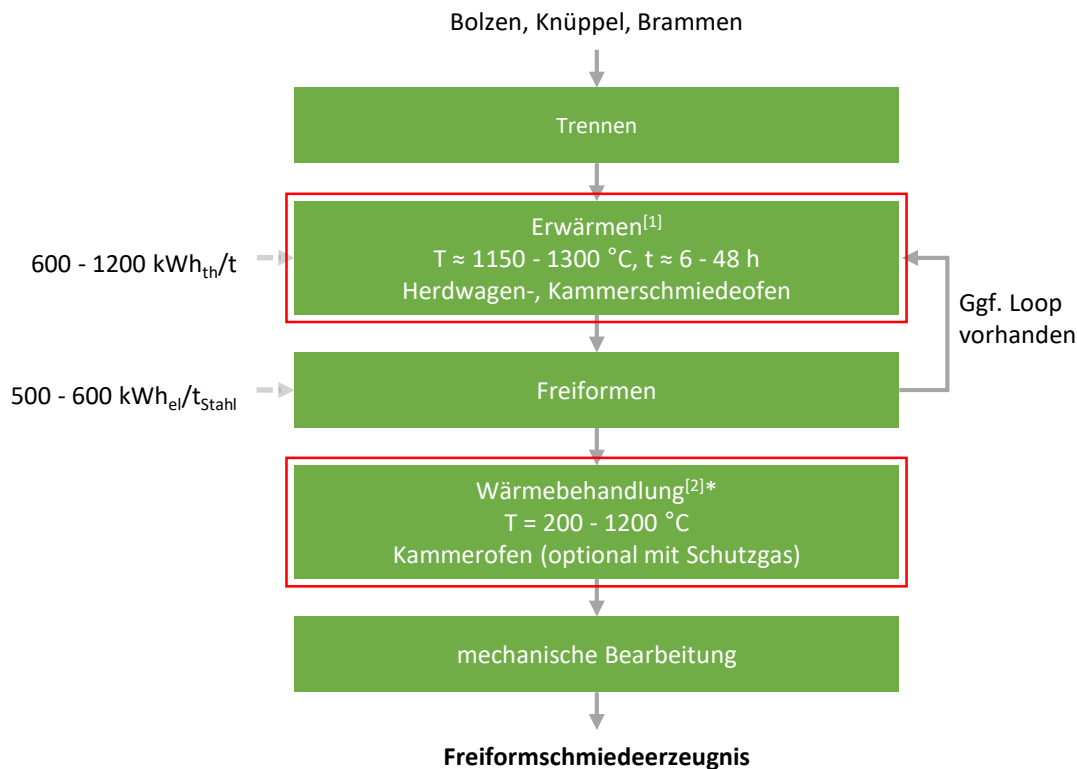 Bolzen, Knüppel, Brammen
Trennen
Erwärmen[1]
T ≈ 1150 - 1300 °C, t ≈ 6 - 48 h
Herdwagen-, Kammerschmiedeofen
600 - 1200 kWhth/t
Ggf. Loop
vorhanden
Freiformen
500 - 600 kWhel/tStahl
Wärmebehandlung[2]*
T = 200 - 1200 °C
Kammerofen (optional mit Schutzgas)
mechanische Bearbeitung
Freiformschmiedeerzeugnis